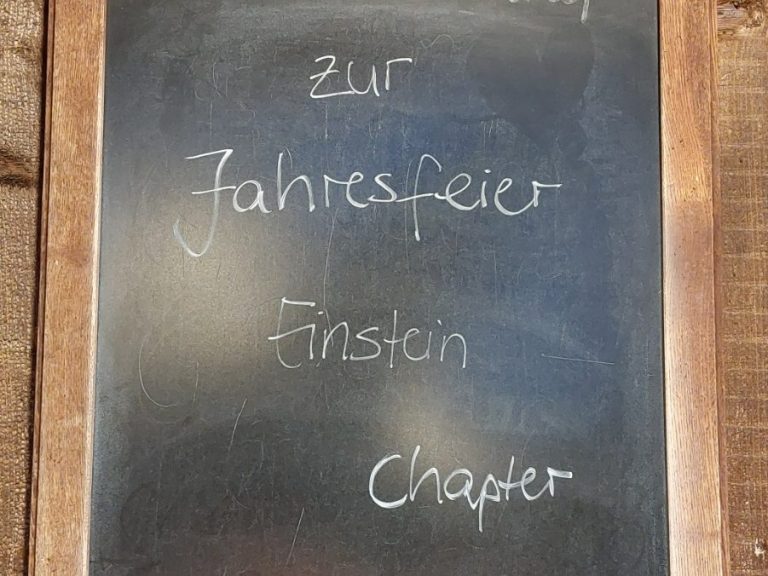 zur
Jahresfeier
Einstein
Chapter